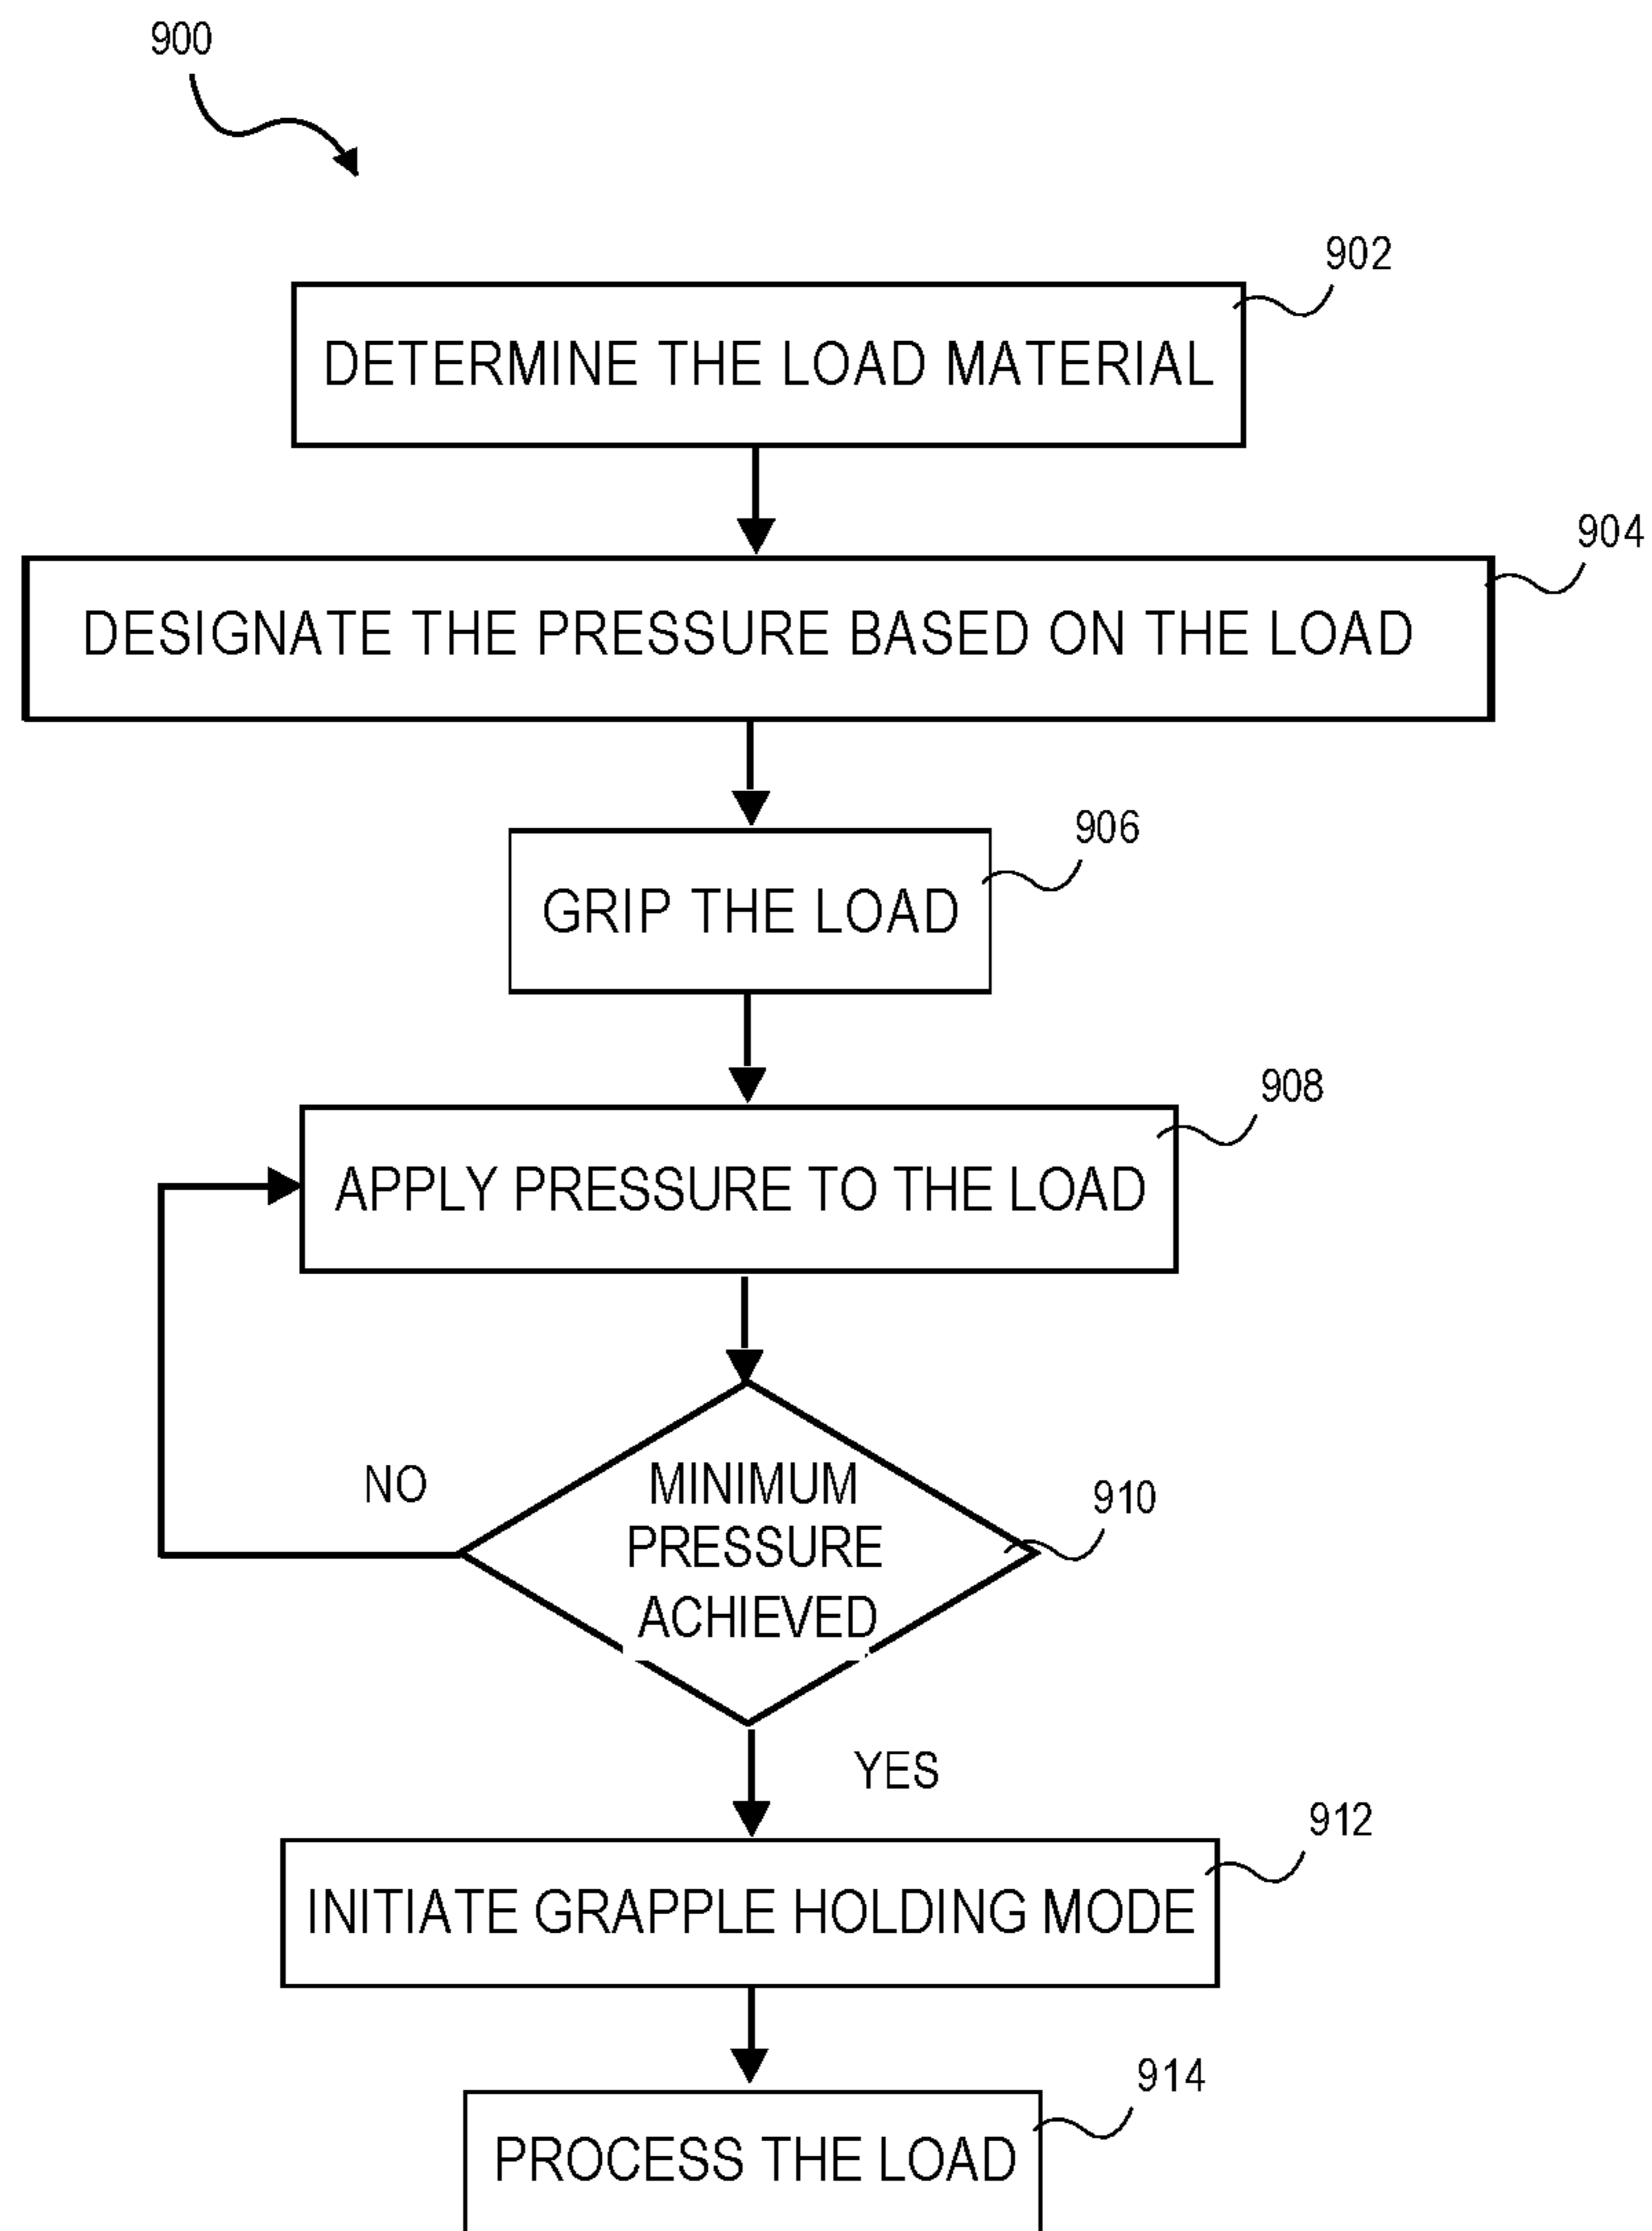 900
902
DETERMINE THE LOAD MATERIAL
904
DESIGNATE THE PRESSURE BASED ON THE LOAD
906
GRIP THE LOAD
908
APPLY PRESSURE TO THE LOAD
NO
MINIMUM
PRESSURE
ACHIEVED
910
YES
912
INITIATE GRAPPLE HOLDING MODE
914
PROCESS THE LOAD